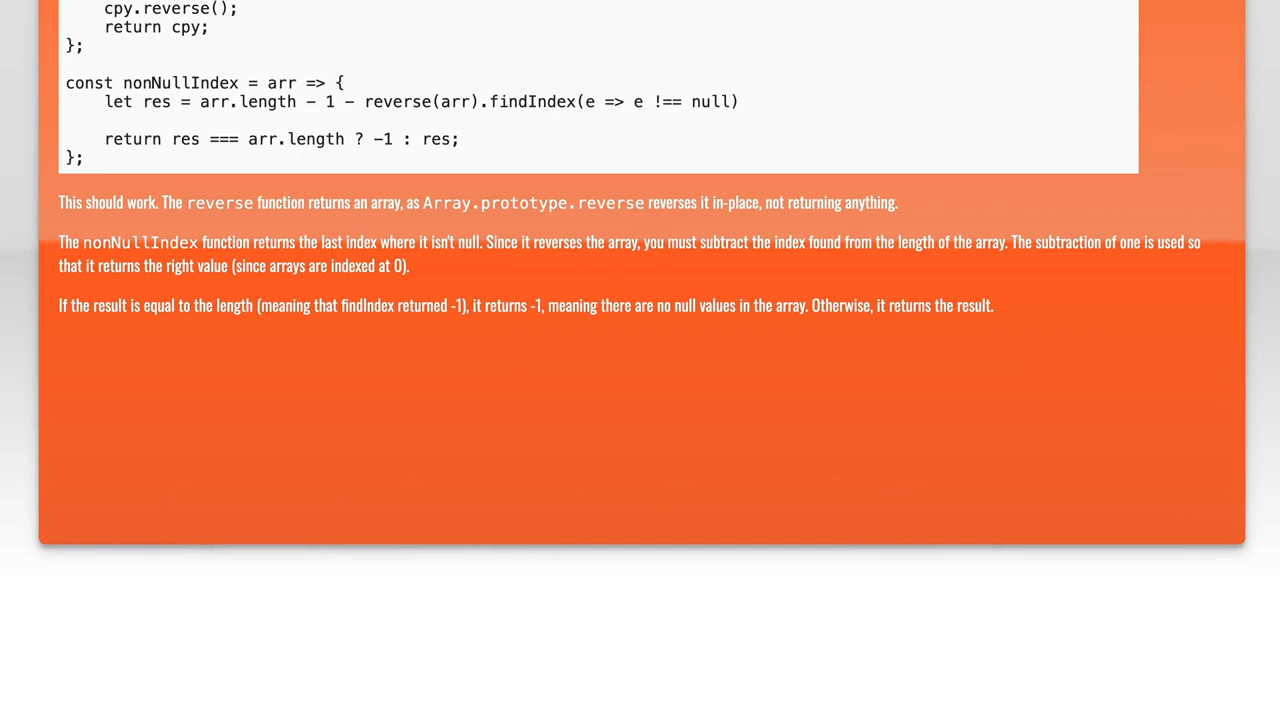 cpy.reverse();
return cpy;
};
const nonNullIndex = arr => {
let res = arr.length - 1 - reverse(arr).findIndex(e => e !== null)
return res === arr.length ? -1 : res;
};
This should work. The reverse function returns an array, as Array.prototype.reverse reverses it in-place, not returning anything.
The nonNullIndex function returns the last index where it isn't null. Since it reverses the array, you must subtract the index found from the length of the array. The subtraction of one is used so
that it returns the right value (since arrays are indexed at 0).
If the result is equal to the length (meaning that findIndex returned -1), it returns -1, meaning there are no null values in the array. Otherwise, it returns the result.